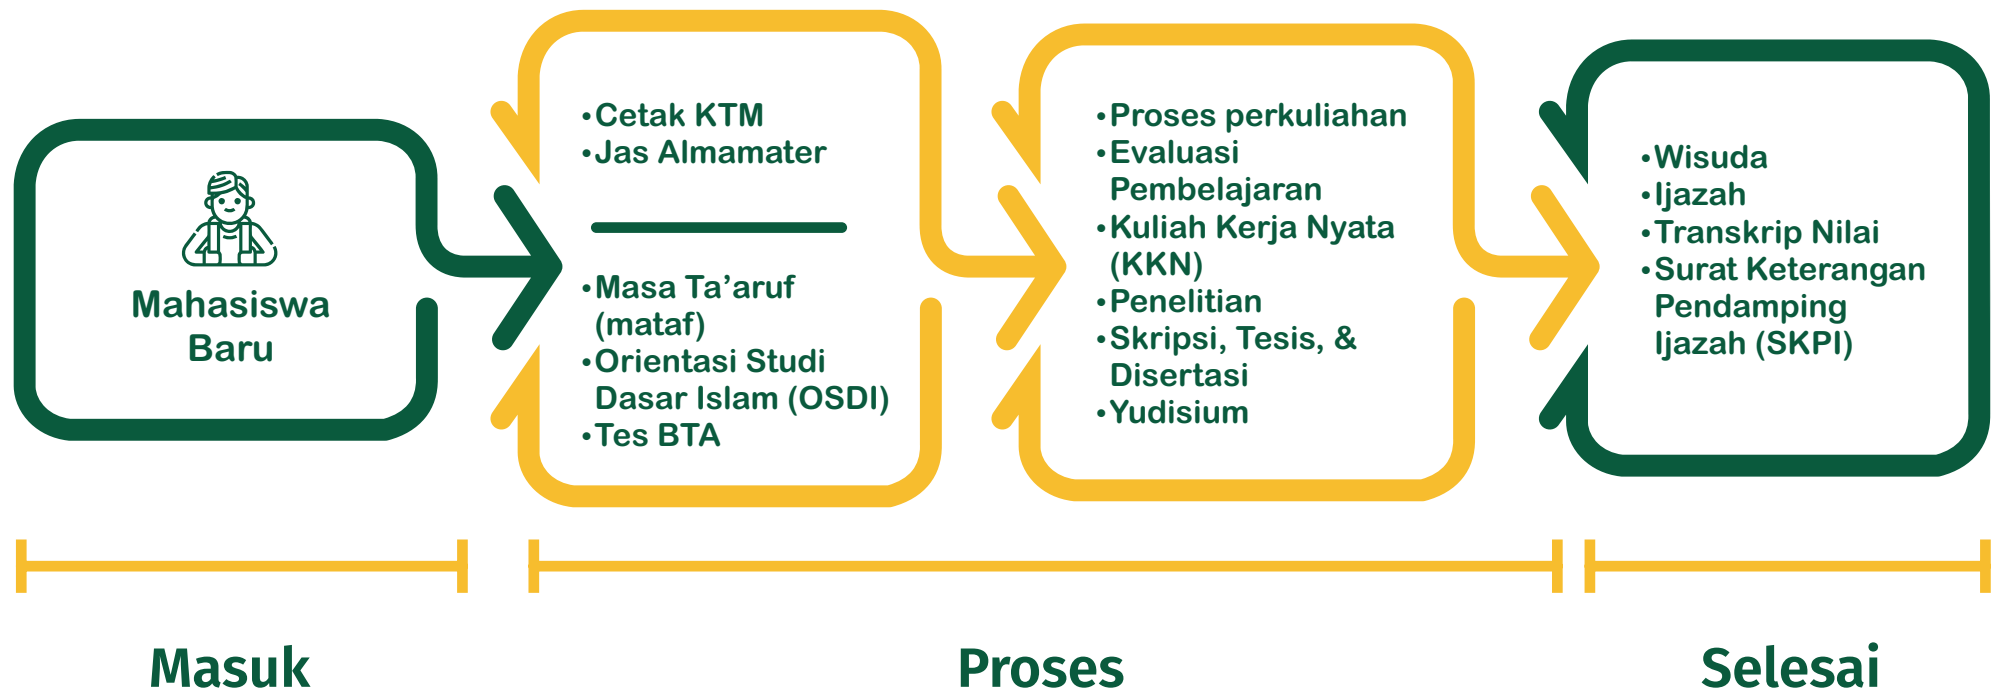 Mahasiswa
Baru
•Cetak KTM
•Jas Almamater
•Masa Ta’aruf
(mataf)
•Orientasi Studi
Dasar Islam (OSDI)
•Tes BTA
•Proses perkuliahan
•Evaluasi
Pembelajaran
•Kuliah Kerja Nyata
(KKN)
•Penelitian
•Skripsi, Tesis, &
Disertasi
•Yudisium
•Wisuda
•Ijazah
•Transkrip Nilai
•Surat Keterangan
Pendamping
Ijazah (SKPI)
Masuk
Proses
Selesai